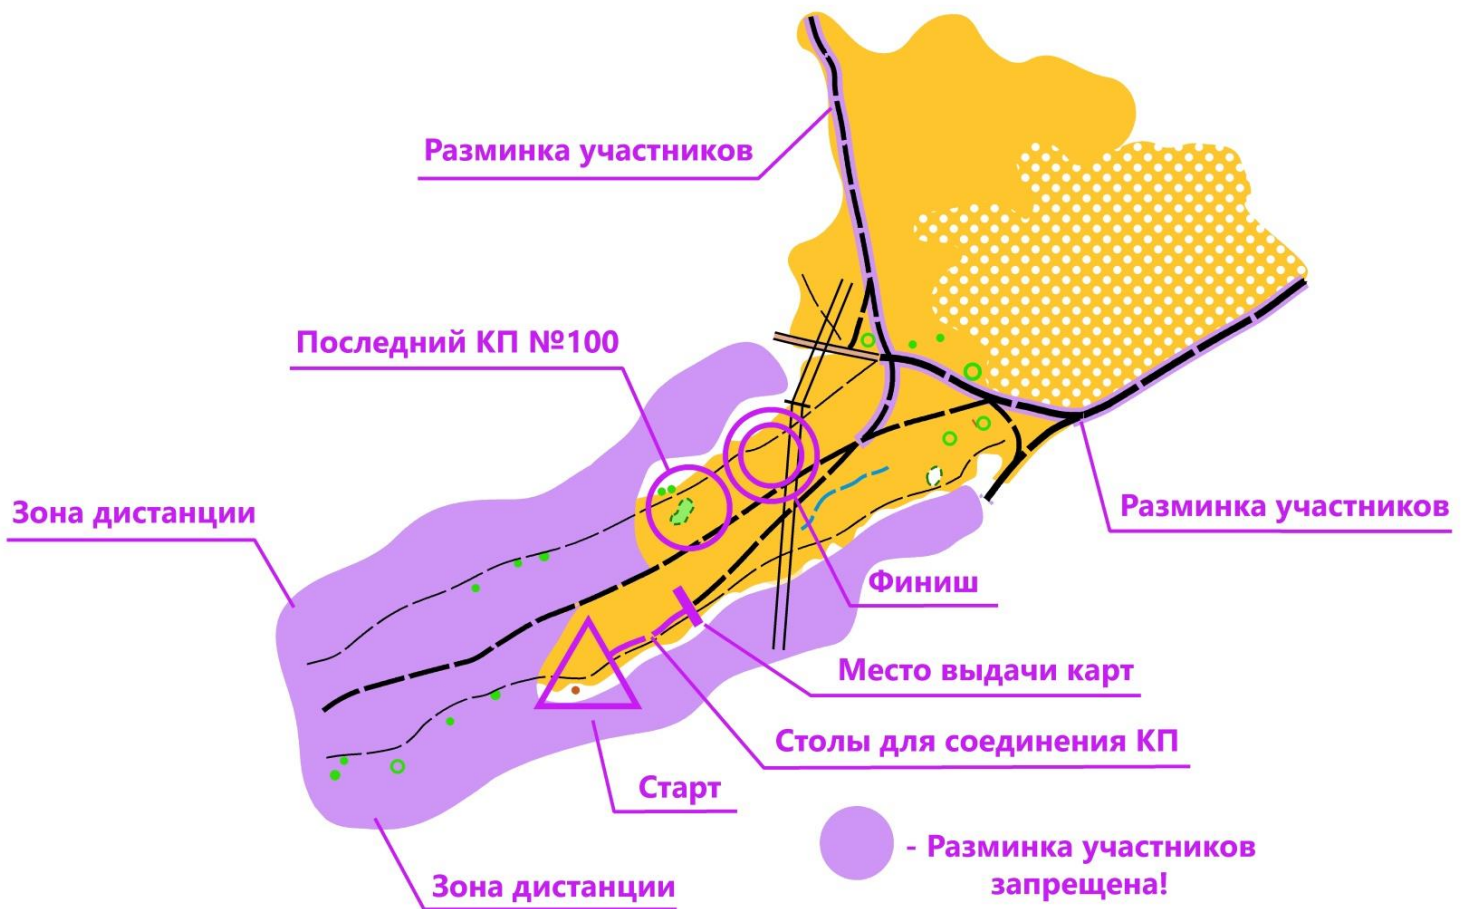 Разминка участников
Последний КП №100
Зона дистанции
Разминка участников
Финиш
Место выдачи карт
Столы для соединения КП
Старт
- Разминка участников
запрещена!
Зона дистанции